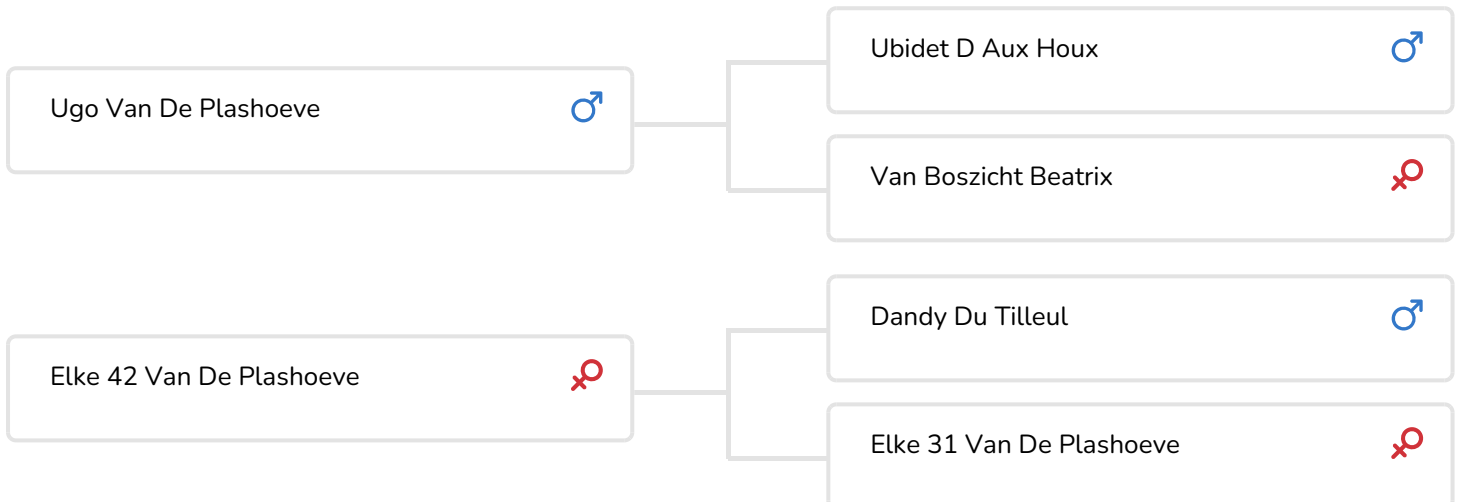 Ubidet D Aux Houx
Ugo Van De Plashoeve
Van Boszicht Beatrix
Dandy Du Tilleul
Elke 42 Van De Plashoeve
Elke 31 Van De Plashoeve